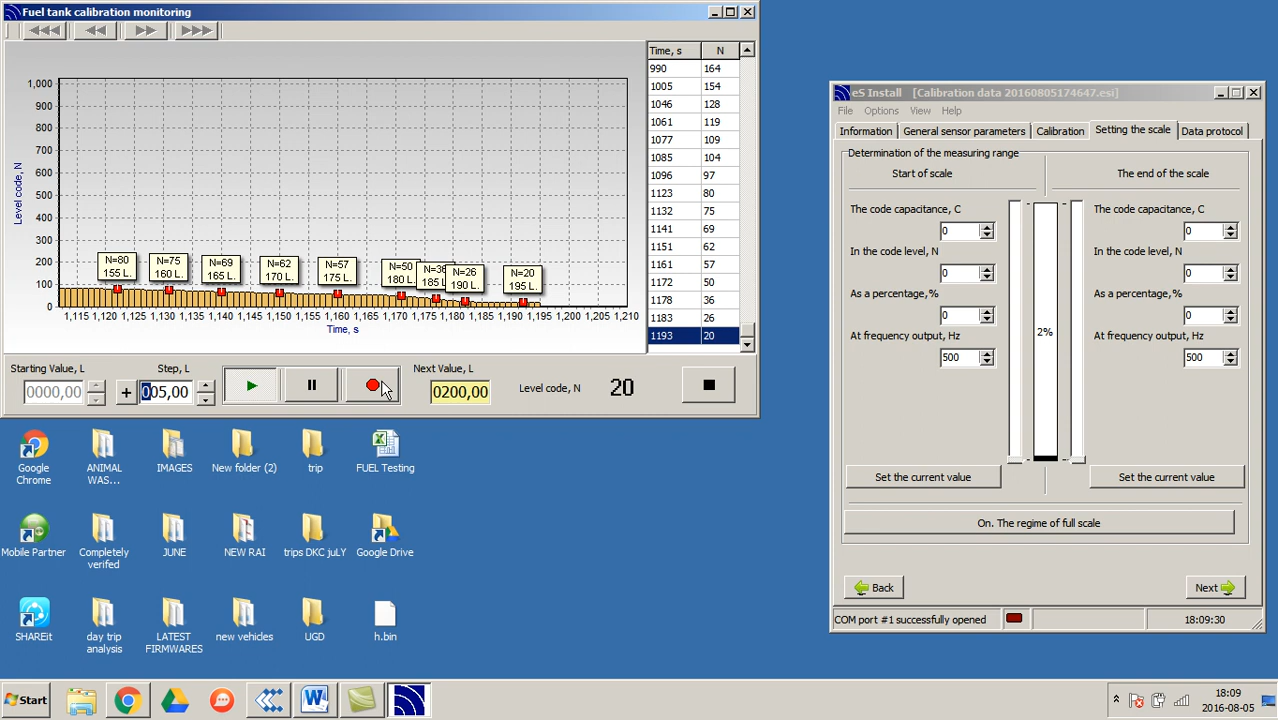 Fuel tank calibration monitoring
1,000
900
800
700
600
500
400
300
200
100
0
Level code, N
N=80
155 L.
N=75
160 L.
N=69
165 L.
N=62
170 L.
N=57
175 L.
N=50
180 L.
N=36
185 L.
N=26
190 L.
N=20
195 L.
1,115 1,120 1,125 1,130 1,135 1,140 1,145 1,150 1,155 1,160 1,165 1,170 1,175 1,180 1,185 1,190 1,195 1,200 1,205 1,210
Time, s
Time, s N
990 164
1005 154
1046 128
1061 119
1077 109
1085 104
1096 97
1123 80
1132 75
1141 69
1151 62
1161 57
1172 50
1178 36
1183 26
1193 20
Starting Value, L
0000,00
+
Step, L
005,00
Next Value, L
0200,00
Level code, N
20
eS Install [Calibration data 20160805174647.esi]
File Options View Help
Information General sensor parameters Calibration Setting the scale Data protocol
Determination of the measuring range
Start of scale
The end of the scale
The code capacitance, C
0
In the code level, N
0
As a percentage,%
0
At frequency output, Hz
500
2%
The code capacitance, C
0
In the code level, N
0
As a percentage,%
0
At frequency output, Hz
500
Set the current value
Set the current value
On. The regime of full scale
Back
Next
COM port #1 successfully opened
18:09:30
Google
Chrome
ANIMAL
WAS...
IMAGES
New folder (2)
trip
FUEL Testing
Mobile Partner
Completely
verifed
JUNE
NEW RAI
trips DKC juLY
Google Drive
SHAREit
day trip
analysis
LATEST
FIRMWARES
new vehicles
UGD
h.bin
Start
18:09
2016-08-05